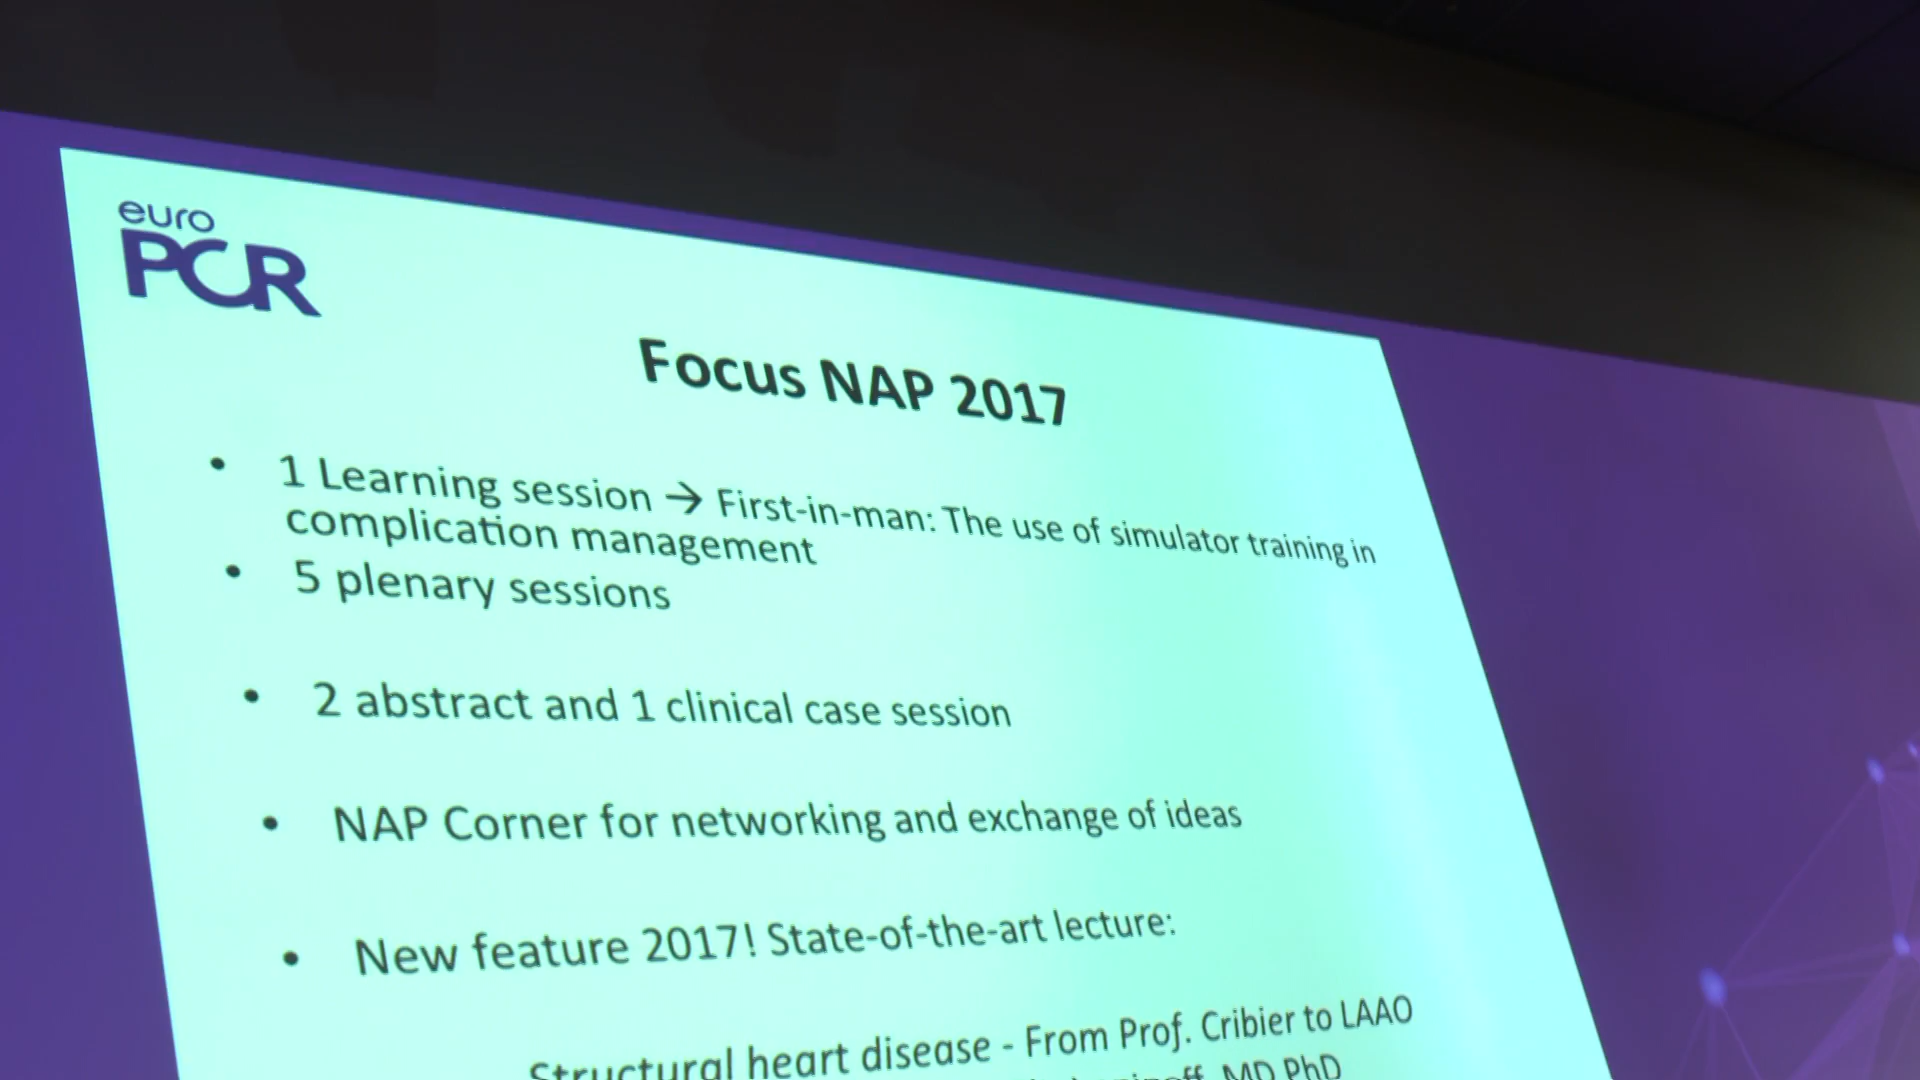 euro
PCR
Focus NAP 2017
• 1 Learning session → First-in-man: The use of simulator training in
complication management
• 5 plenary sessions
• 2 abstract and 1 clinical case session
• NAP Corner for networking and exchange of ideas
• New feature 2017! State-of-the-art lecture:
Structural heart disease - From Prof. Cribier to LAAO
MD PhD